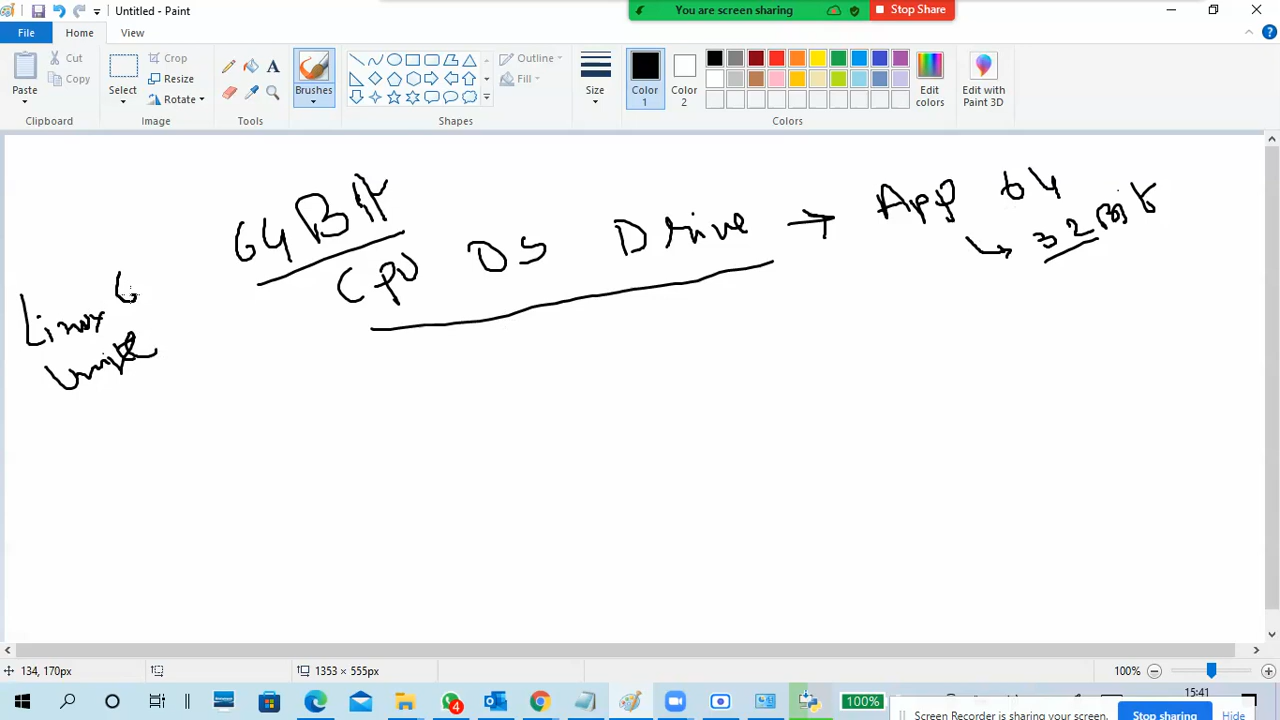 Untitled - Paint
You are screen sharing
Stop Share
File
Home
View
Paste
Cut
Copy
Clipboard
Select
Crop
Resize
Rotate
Image
Tools
Brushes
Shapes
Outline
Fill
Size
Color 1
Color 2
Colors
Edit colors
Edit with Paint 3D
64 Bit
CPU OS Drive → App 64
32 Bit
Linux 6
134, 170px
1353 × 555px
100%
4
100%
15:41
Screen Recorder is sharing your screen.
Stop sharing
Hide